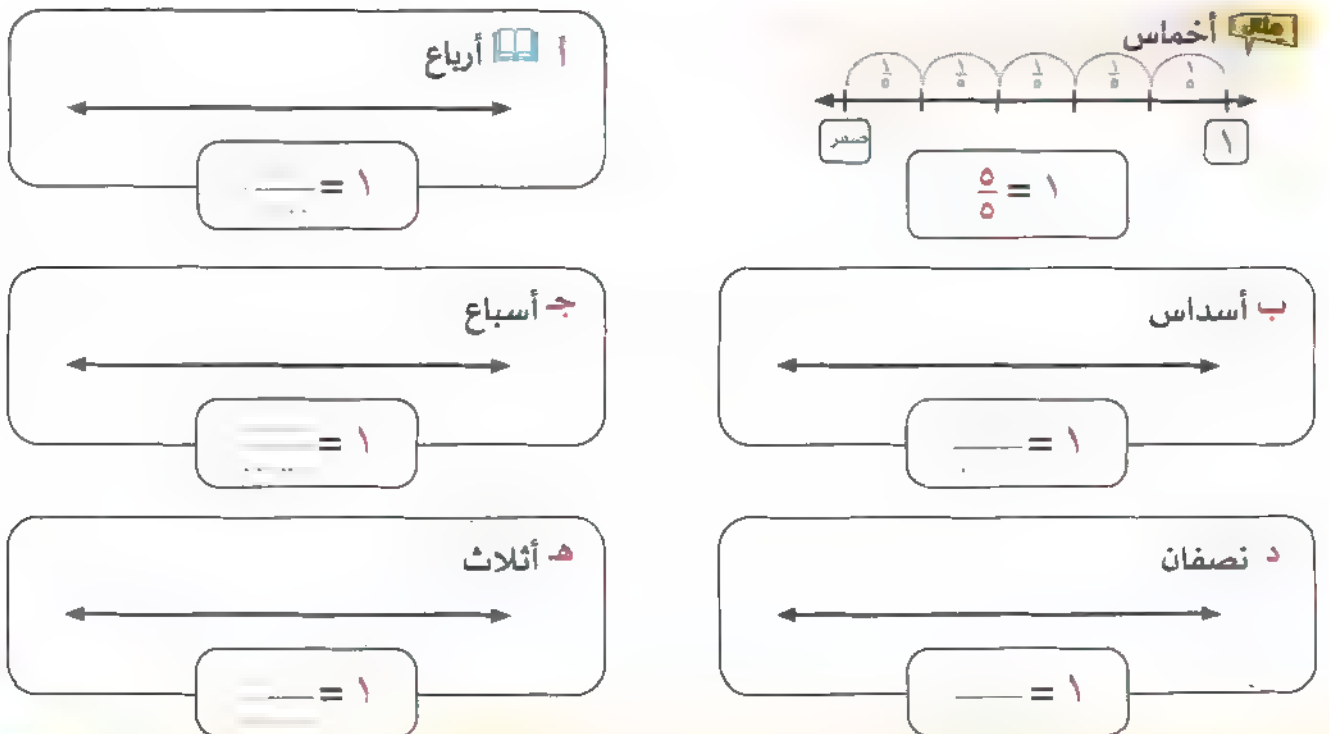 مثال أخماس
١/٥ ١/٥ ١/٥ ١/٥ ١/٥
صفر ١
١ = ٥/٥
أ أرباع
١ =
ب أسداس
١ =
جـ أسباع
١ =
د نصفان
١ =
هـ أثلاث
١ =